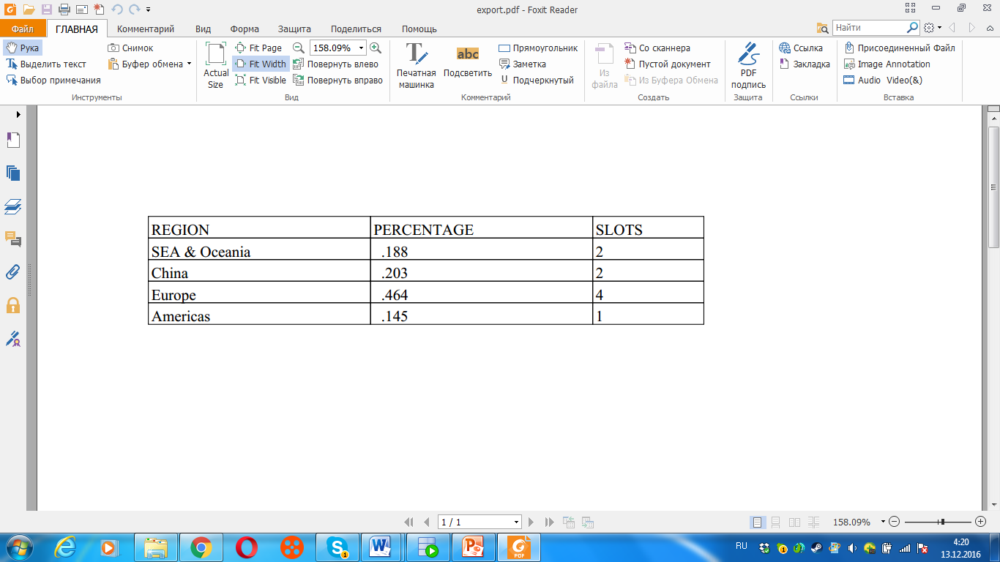 export.pdf - Foxit Reader
Файл ГЛАВНАЯ Комментарий Вид Форма Защита Поделиться Помощь Найти
Рука Снимок Fit Page 158.09% Прямоугольник Со сканнера Ссылка Присоединенный Файл
Выделить текст Буфер обмена Fit Width Повернуть влево Заметка Пустой документ Закладка Image Annotation
Выбор примечания Fit Visible Повернуть вправо Подчеркнутый Из Буфера Обмена Audio Video(&)
Actual
Size
abc
Печатная
машинка
Подсветить
Из
файла
PDF
подпись
Инструменты Вид Комментарий Создать Защита Ссылки Вставка
REGION PERCENTAGE SLOTS
SEA & Oceania .188 2
China .203 2
Europe .464 4
Americas .145 1
1 / 1 158.09%
RU 4:20
13.12.2016